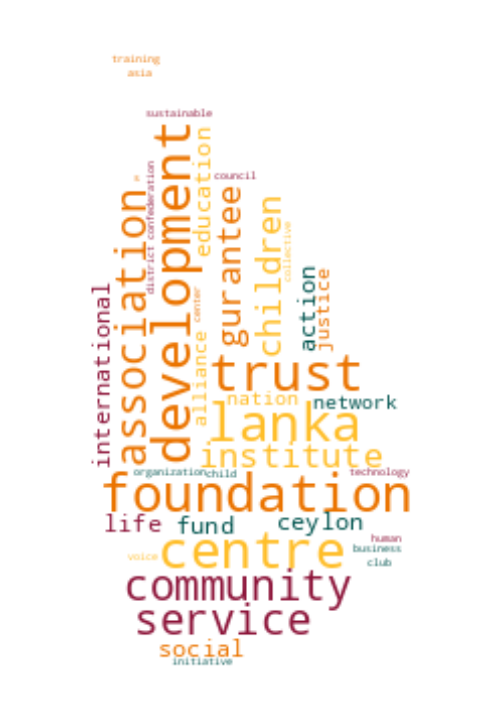 training
asia
sustainable
development
education
council
a
district
confederation
association
gurantee
children
collective
international
center
alliance
action
justice
trust
nation
network
lanka
institute
organization
child
technology
foundation
life
fund
ceylon
human
voice
centre
business
club
community
service
social
initiative